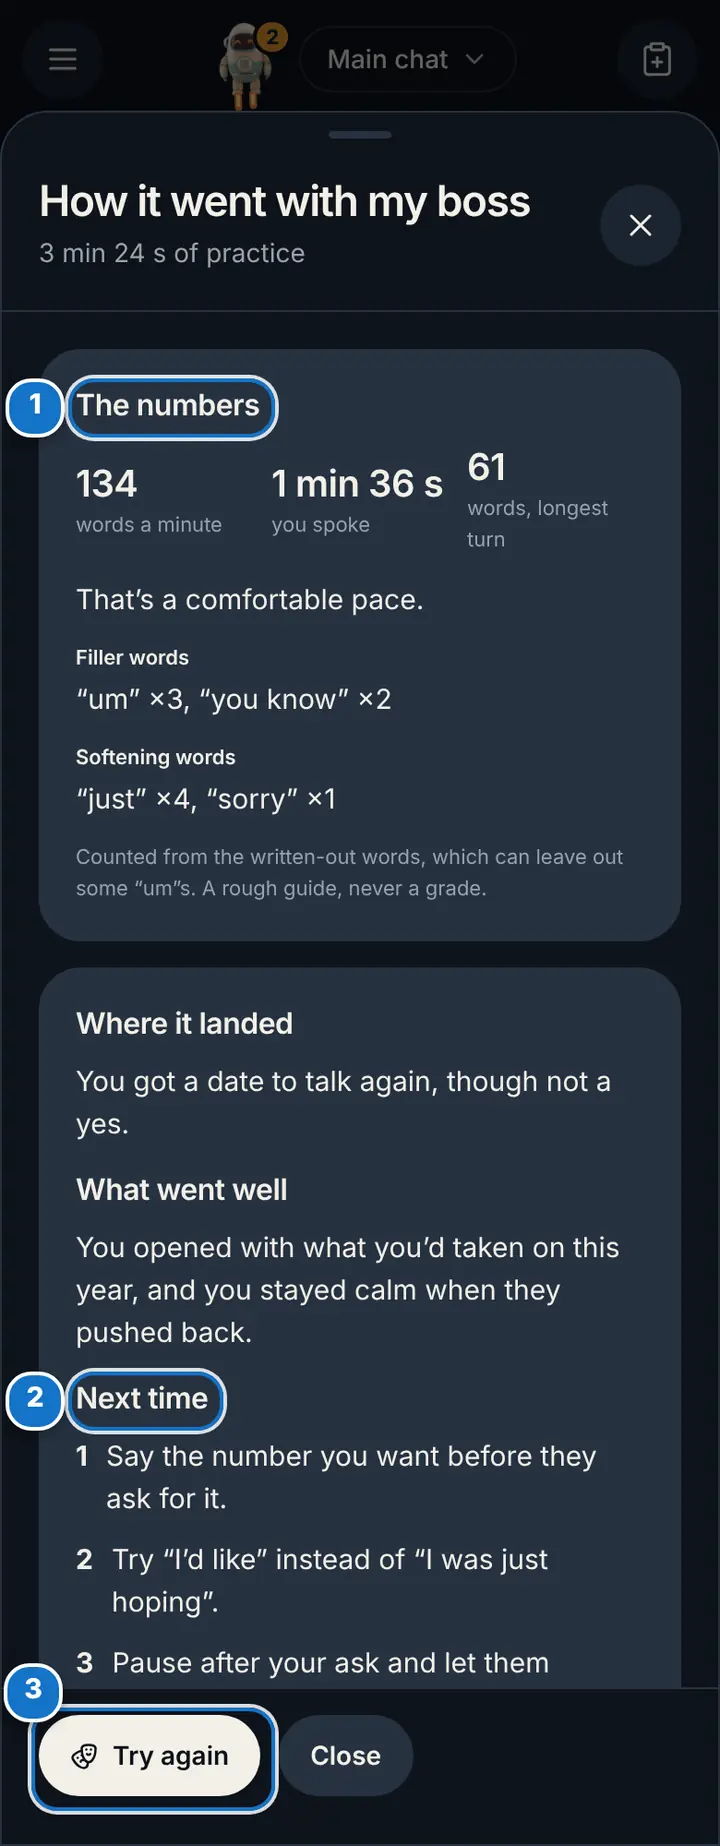 2
Main chat
How it went with my boss
3 min 24 s of practice
1
The numbers
134
words a minute
1 min 36 s
you spoke
61
words, longest
turn
That’s a comfortable pace.
Filler words
“um” ×3, “you know” ×2
Softening words
“just” ×4, “sorry” ×1
Counted from the written-out words, which can leave out
some “um”s. A rough guide, never a grade.
Where it landed
You got a date to talk again, though not a
yes.
What went well
You opened with what you’d taken on this
year, and you stayed calm when they
pushed back.
2
Next time
1 Say the number you want before they
ask for it.
2 Try “I’d like” instead of “I was just
hoping”.
3 Pause after your ask and let them
3
Try again
Close